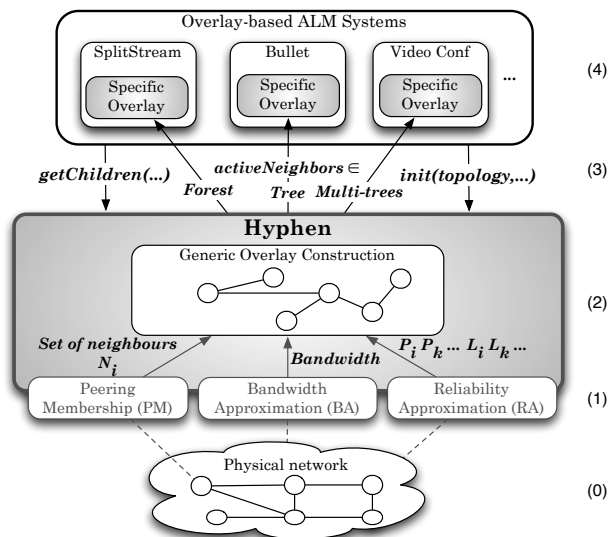 Overlay-based ALM Systems
SplitStream
Bullet
Video Conf
Specific
Overlay
Specific
Overlay
Specific
Overlay
...
(4)
getChildren(...)
Forest
activeNeighbors ∈
Tree
Multi-trees
init(topology,...)
(3)
Hyphen
Generic Overlay Construction
(2)
Set of neighbours
N_i
Bandwidth
P_i P_k ... L_i L_k ...
Peering
Membership (PM)
Bandwidth
Approximation (BA)
Reliability
Approximation (RA)
(1)
Physical network
(0)